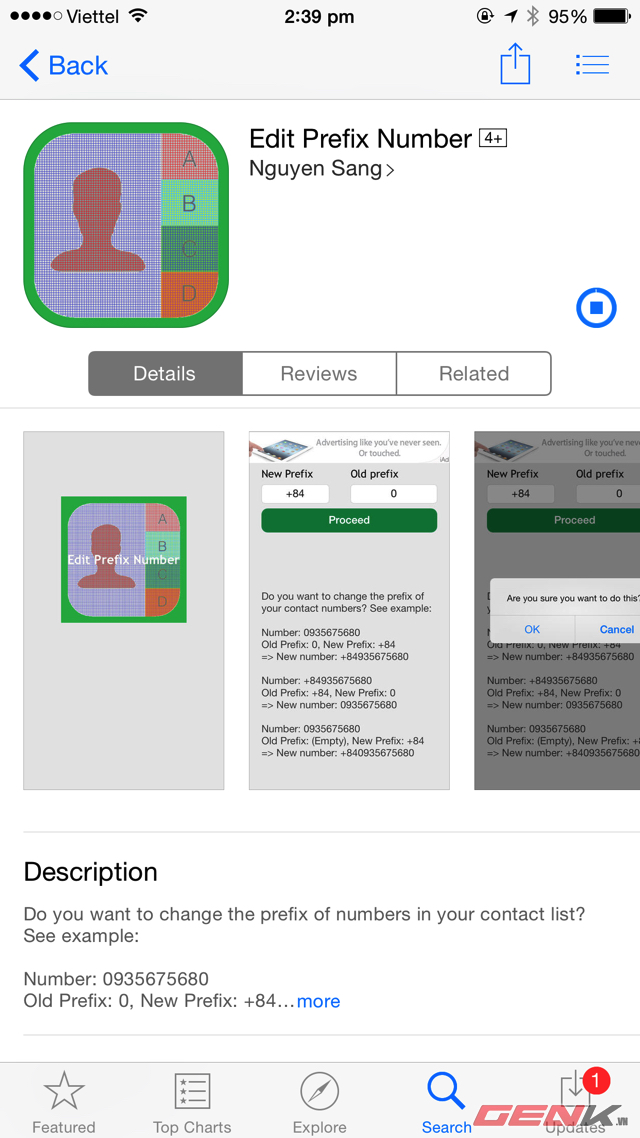 Viettel 2:39 pm 95%
Back
Edit Prefix Number 4+
Nguyen Sang
A
B
C
D
Details Reviews Related
A
B
Edit Prefix Number
C
D
Advertising like you've never seen.
Or touched.
iAd
New Prefix Old prefix
+84 0
Proceed
Do you want to change the prefix of
your contact numbers? See example:
Number: 0935675680
Old Prefix: 0, New Prefix: +84
=> New number: +84935675680
Number: +84935675680
Old Prefix: +84, New Prefix: 0
=> New number: 0935675680
Number: 0935675680
Old Prefix: (Empty), New Prefix: +84
=> New number: +840935675680
Advertising like you've nev
Or touched.
New Prefix Old prefix
+84 0
Proceed
Are you sure you want to do this?
OK Cancel
Old Prefix: 0, New Prefix: +84
=> New number: +84935675680
Number: +84935675680
Old Prefix: +84, New Prefix: 0
=> New number: 0935675680
Number: 0935675680
Old Prefix: (Empty), New Prefix: +
=> New number: +840935675680
Description
Do you want to change the prefix of numbers in your contact list?
See example:
Number: 0935675680
Old Prefix: 0, New Prefix: +84...more
1
Featured Top Charts Explore Search Updates
GENK.VN